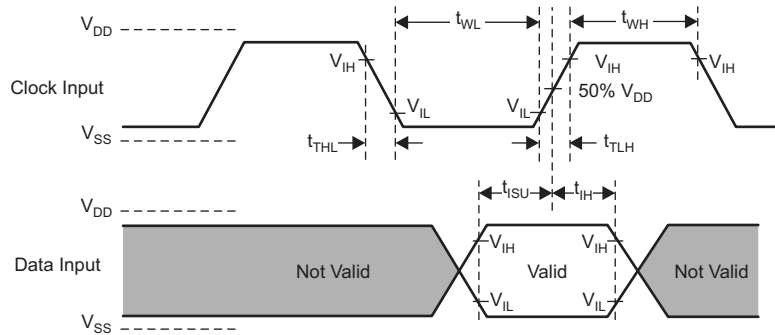 V_DD
t_WL
t_WH
V_IH
V_IH
V_IH
Clock Input
50% V_DD
V_IL
V_IL
V_SS
t_THL
t_TLH
t_ISU
t_IH
V_DD
V_IH
V_IH
Data Input
Not Valid
Valid
Not Valid
V_IL
V_IL
V_SS